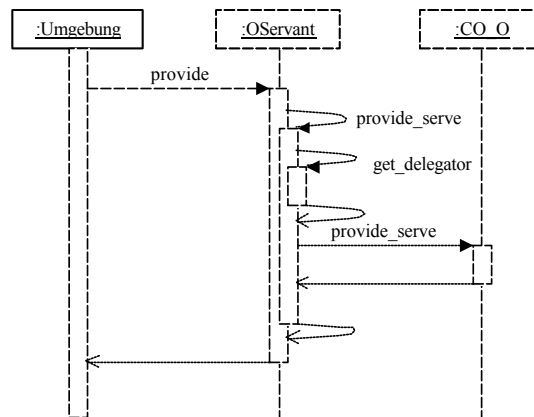 :Umgebung
:OServant
:CO_O
provide
provide_serve
get_delegator
provide_serve